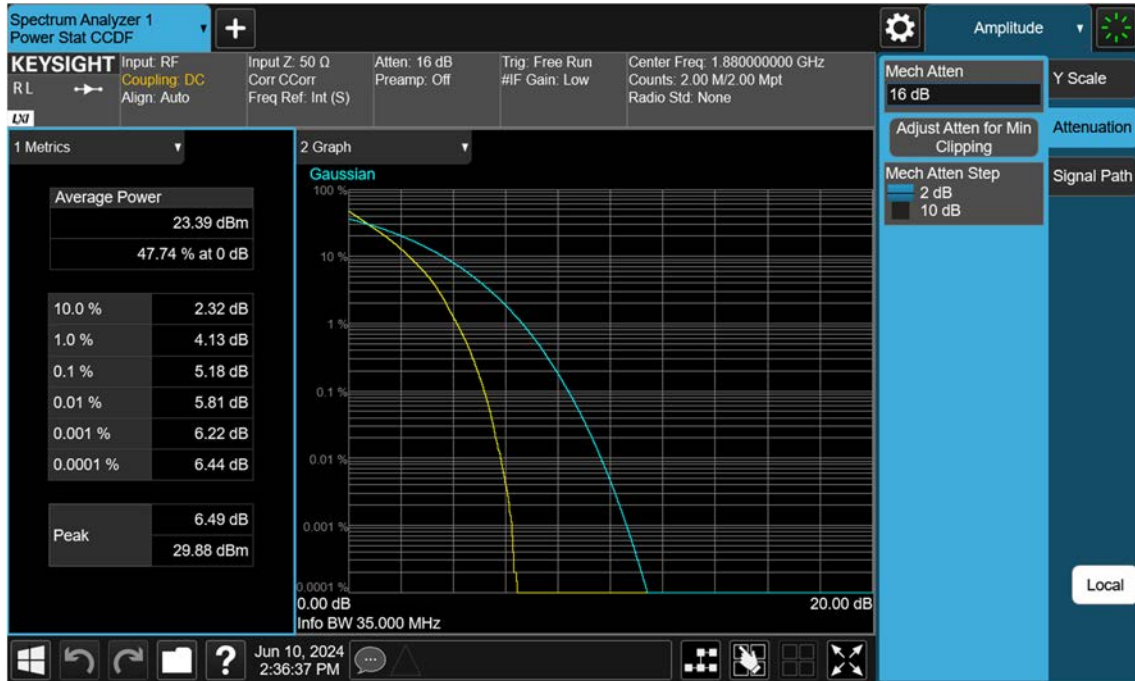 Spectrum Analyzer 1
Power Stat CCDF
+
Amplitude
KEYSIGHT
RL
LXI
Input: RF
Coupling: DC
Align: Auto
Input Z: 50 Ω
Corr CCorr
Freq Ref: Int (S)
Atten: 16 dB
Preamp: Off
Trig: Free Run
#IF Gain: Low
Center Freq: 1.880000000 GHz
Counts: 2.00 M/2.00 Mpt
Radio Std: None
Mech Atten
16 dB
Adjust Atten for Min
Clipping
Mech Atten Step
2 dB
10 dB
Y Scale
Attenuation
Signal Path
1 Metrics
Average Power
23.39 dBm
47.74 % at 0 dB
10.0 % 2.32 dB
1.0 % 4.13 dB
0.1 % 5.18 dB
0.01 % 5.81 dB
0.001 % 6.22 dB
0.0001 % 6.44 dB
Peak
6.49 dB
29.88 dBm
2 Graph
Gaussian
100 %
10 %
1 %
0.1 %
0.01 %
0.001 %
0.0001 %
0.00 dB 20.00 dB
Info BW 35.000 MHz
Local
?
Jun 10, 2024
2:36:37 PM